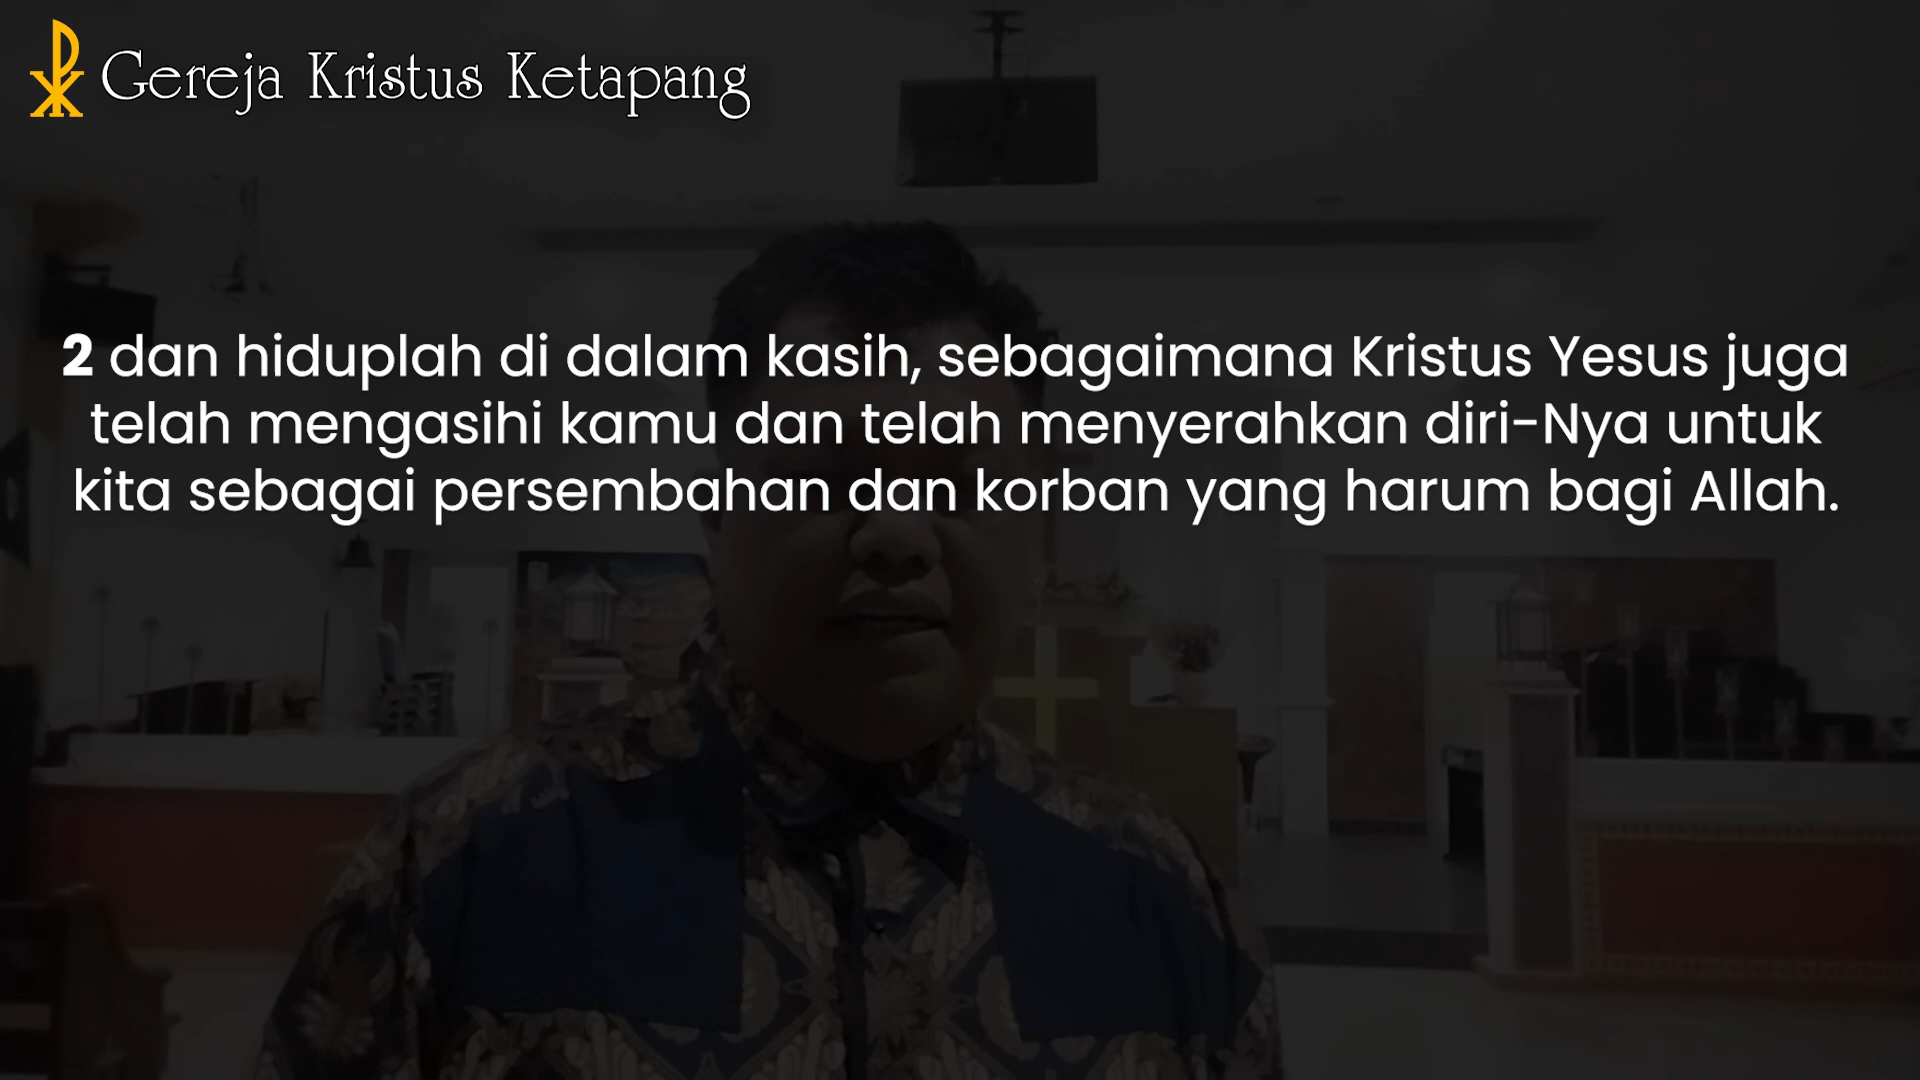 Gereja Kristus Ketapang
2 dan hiduplah di dalam kasih, sebagaimana Kristus Yesus juga
telah mengasihi kamu dan telah menyerahkan diri-Nya untuk
kita sebagai persembahan dan korban yang harum bagi Allah.